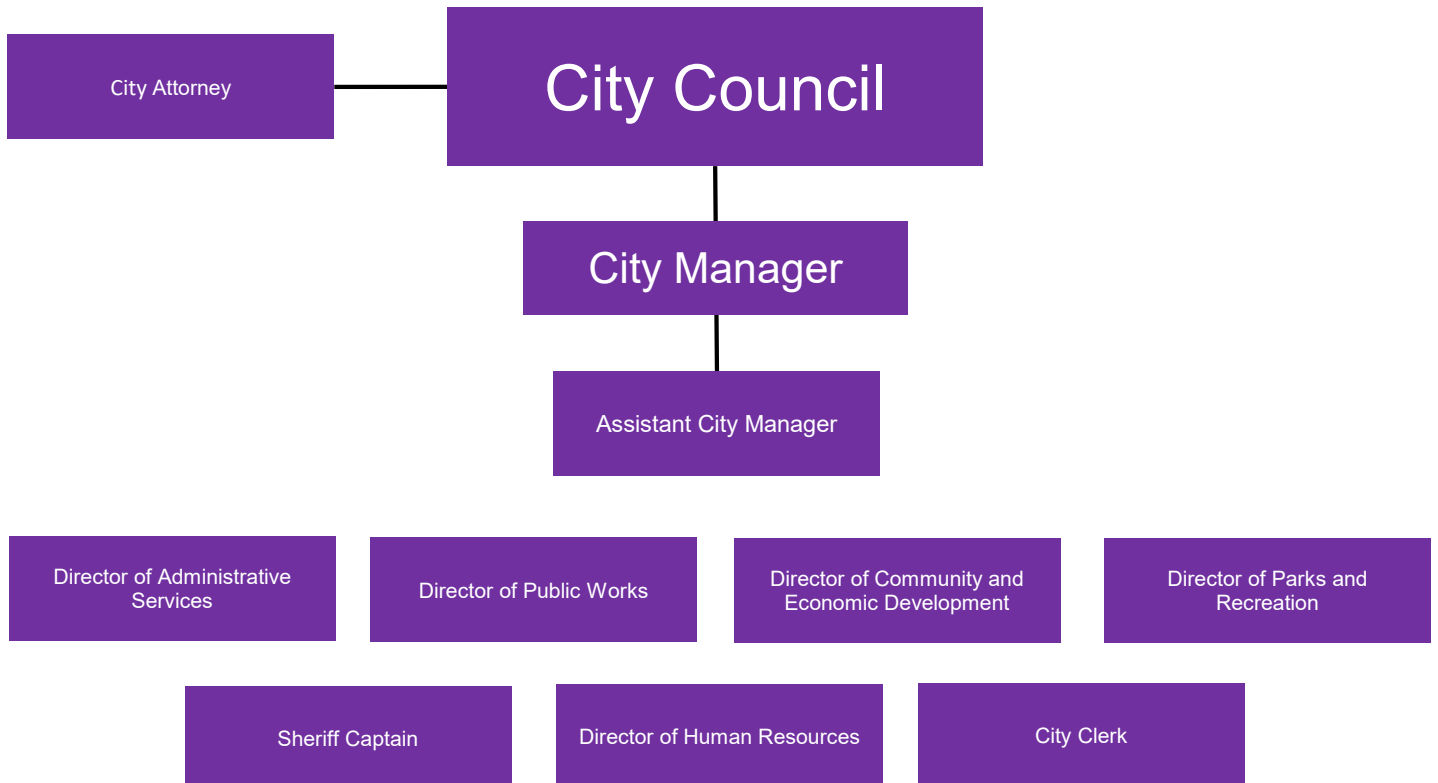 City Council
City Attorney
City Manager
Assistant City Manager
Director of Administrative
Services
Director of Public Works
Director of Community and
Economic Development
Director of Parks and
Recreation
Sheriff Captain
Director of Human Resources
City Clerk